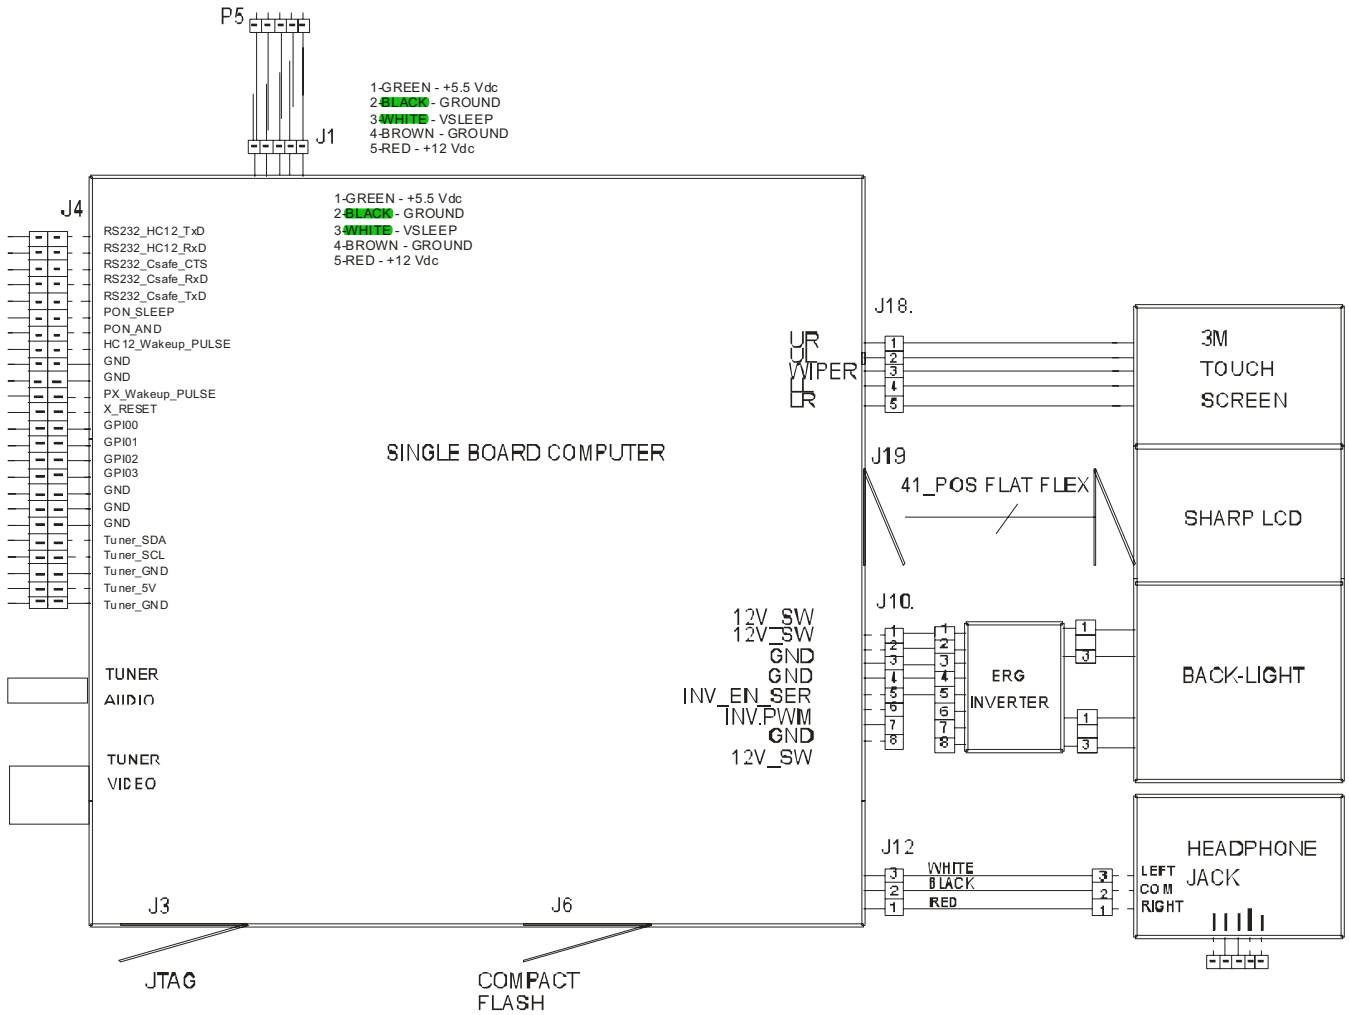 P5
1-GREEN - +5.5 Vdc
2-BLACK - GROUND
3-WHITE - VSLEEP
4-BROWN - GROUND
5-RED - +12 Vdc
J1
1-GREEN - +5.5 Vdc
2-BLACK - GROUND
3-WHITE - VSLEEP
4-BROWN - GROUND
5-RED - +12 Vdc
J4
RS232_HC12_TxD
RS232_HC12_RxD
RS232_Csafe_CTS
RS232_Csafe_RxD
RS232_Csafe_TxD
PON_SLEEP
PON_AND
HC12_Wakeup_PULSE
GND
GND
PX_Wakeup_PULSE
X_RESET
GPI00
GPI01
GPI02
GPI03
GND
GND
GND
Tuner_SDA
Tuner_SCL
Tuner_GND
Tuner_5V
Tuner_GND
TUNER
AUDIO
TUNER
VIDEO
SINGLE BOARD COMPUTER
J18.
UR 1
UL 2
WIPER 3
LL 4
LR 5
3M
TOUCH
SCREEN
J19
41_POS FLAT FLEX
SHARP LCD
J10.
12V_SW
12V_SW
GND
GND
INV_EN_SER
INV.PWM
GND
12V_SW
1 1
2 2
3 3
4 4
5 5
6 6
7 7
8 8
ERG
INVERTER
1
3
1
3
BACK-LIGHT
J12
3 WHITE 3 LEFT
2 BLACK 2 COM
1 RED 1 RIGHT
HEADPHONE
JACK
J3
JTAG
J6
COMPACT
FLASH